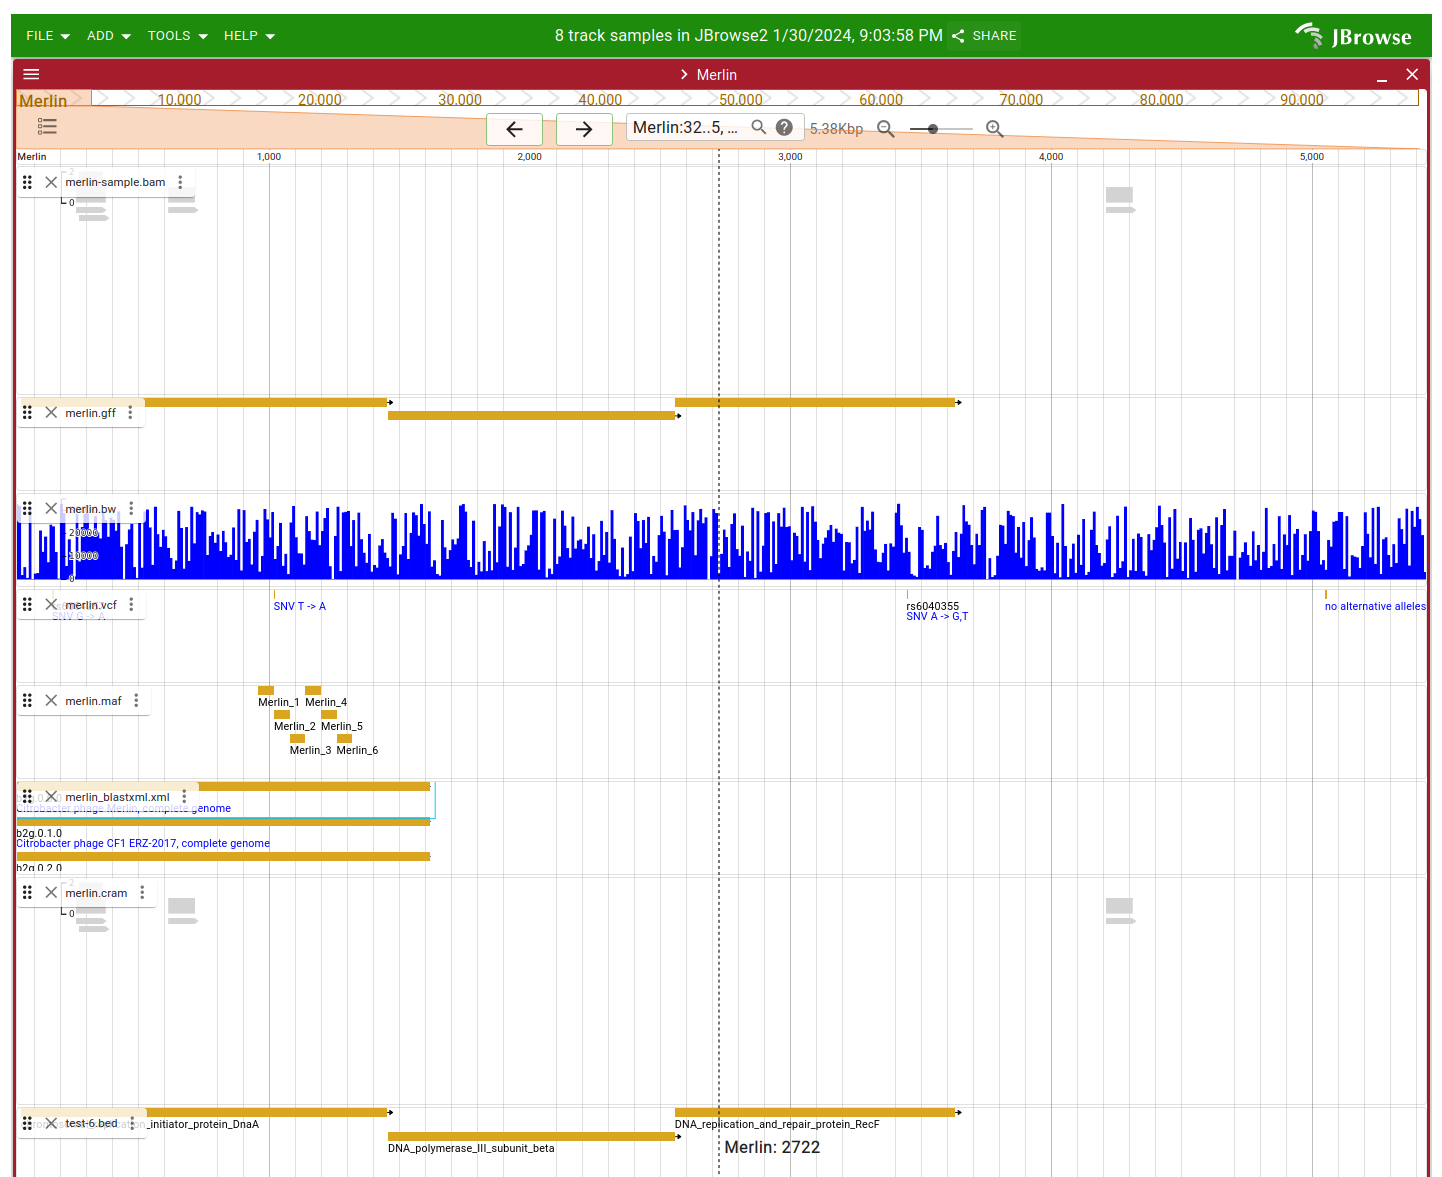 FILE ADD TOOLS HELP 8 track samples in JBrowse2 1/30/2024, 9:03:58 PM SHARE JBrowse
Merlin
Merlin 10,000 20,000 30,000 40,000 50,000 60,000 70,000 80,000 90,000
Merlin:32..5, ... 5.38Kbp
Merlin 1,000 2,000 3,000 4,000 5,000
2
merlin-sample.bam
0
merlin.gff
merlin.bw
20000
10000
0
merlin.vcf
SNV G -> A
SNV T -> A
rs6040355
SNV A -> G,T
no alternative alleles
merlin.maf
Merlin_1 Merlin_4
Merlin_2 Merlin_5
Merlin_3 Merlin_6
merlin_blastxml.xml
Citrobacter phage Merlin, complete genome
b2g.0.1.0
Citrobacter phage CF1 ERZ-2017, complete genome
b2g.0.2.0
2
merlin.cram
0
test-6.bed
_initiator_protein_DnaA
DNA_replication_and_repair_protein_RecF
DNA_polymerase_III_subunit_beta
Merlin: 2722